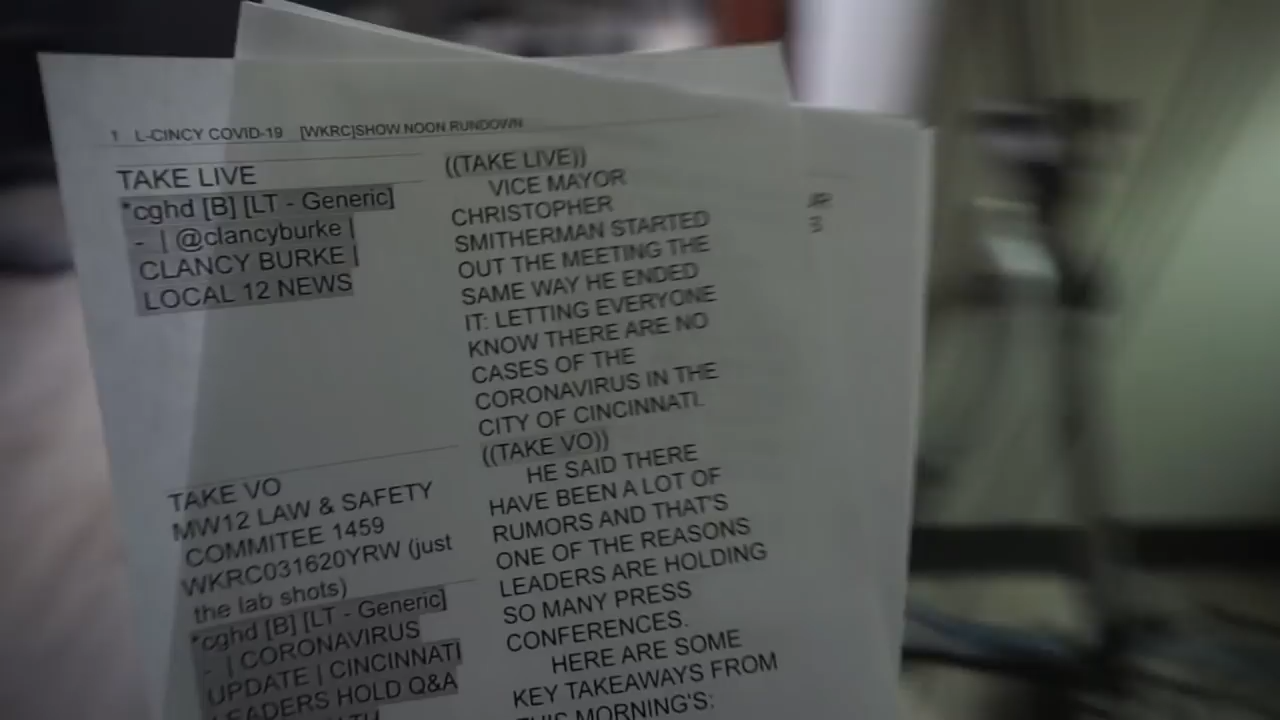 1 L-CINCY COVID-19 [WKRC]SHOW NOON RUNDOWN
TAKE LIVE
*cghd [B] [LT - Generic]
- | @clancyburke |
CLANCY BURKE |
LOCAL 12 NEWS
TAKE VO
MW12 LAW & SAFETY
COMMITEE 1459
WKRC031620YRW (just
the lab shots)
*cghd [B] [LT - Generic]
- | CORONAVIRUS
UPDATE | CINCINNATI
LEADERS HOLD Q&A
((TAKE LIVE))
VICE MAYOR
CHRISTOPHER
SMITHERMAN STARTED
OUT THE MEETING THE
SAME WAY HE ENDED
IT: LETTING EVERYONE
KNOW THERE ARE NO
CASES OF THE
CORONAVIRUS IN THE
CITY OF CINCINNATI.
((TAKE VO))
HE SAID THERE
HAVE BEEN A LOT OF
RUMORS AND THAT'S
ONE OF THE REASONS
LEADERS ARE HOLDING
SO MANY PRESS
CONFERENCES.
HERE ARE SOME
KEY TAKEAWAYS FROM
THIS MORNING'S: